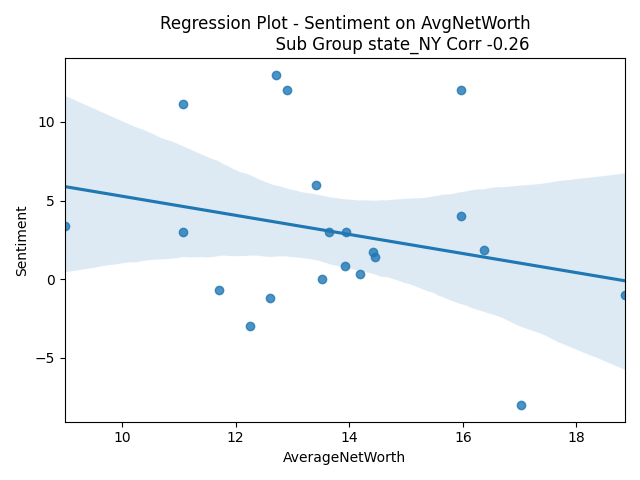 Regression Plot - Sentiment on AvgNetWorth
Sub Group state_NY Corr -0.26
10
5
0
−5
Sentiment
10 12 14 16 18
AverageNetWorth